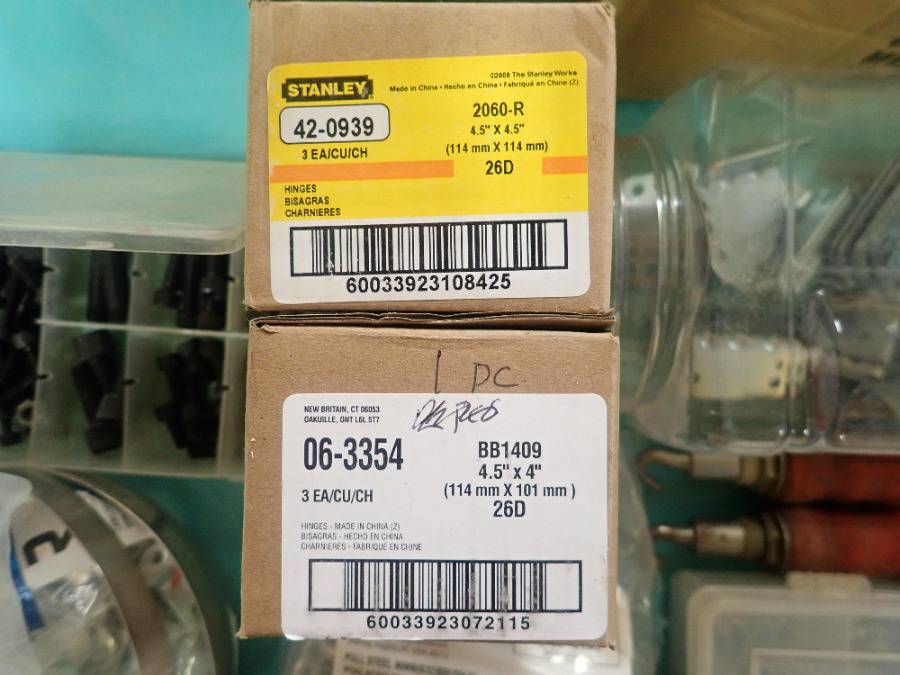 ©2008 The Stanley Works
Made in China • Hecho en China • Fabriqué en Chine (Z)
STANLEY
42-0939
3 EA/CU/CH
2060-R
4.5" X 4.5"
(114 mm X 114 mm)
26D
HINGES
BISAGRAS
CHARNIERES
60033923108425
1 PC
NEW BRITAIN, CT 06053
OAKUILLE, ONT L6L 5T7
06-3354
3 EA/CU/CH
BB1409
4.5" x 4"
(114 mm X 101 mm )
26D
HINGES - MADE IN CHINA (Z)
BISAGRAS - HECHO EN CHINA
CHARNIERES - FABRIQUÉ EN CHINE
60033923072115
2